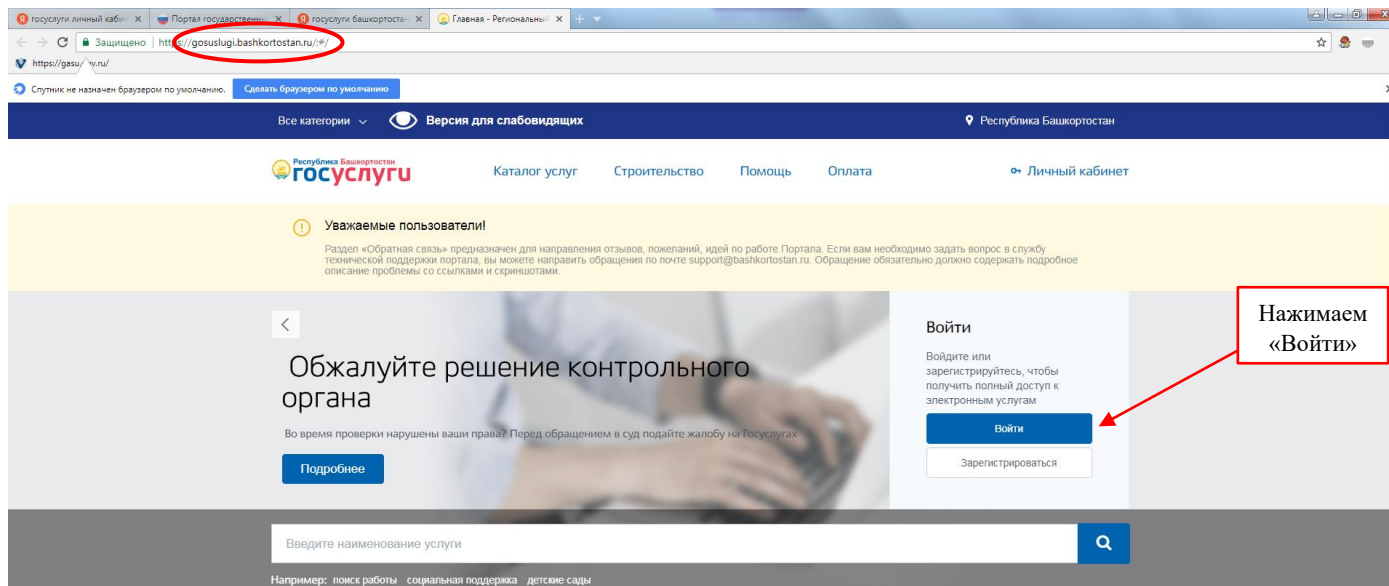 госуслуги личный кабин
Портал государственны
госуслуги башкортостан
Главная - Региональный
Защищено https://gosuslugi.bashkortostan.ru/:#/
Спутник не назначен браузером по умолчанию. Сделать браузером по умолчанию
Все категории Версия для слабовидящих Республика Башкортостан
Республика Башкортостан
госуслуги
Каталог услуг Строительство Помощь Оплата Личный кабинет
Уважаемые пользователи!
Раздел «Обратная связь» предназначен для направления отзывов, пожеланий, идей по работе Портала. Если вам необходимо задать вопрос в службу
технической поддержки портала, вы можете направить обращения по почте support@bashkortostan.ru. Обращение обязательно должно содержать подробное
описание проблемы со ссылками и скриншотами.
Обжалуйте решение контрольного
органа
Во время проверки нарушены ваши права? Перед обращением в суд подайте жалобу на Госуслугах
Подробнее
Войти
Войдите или
зарегистрируйтесь, чтобы
получить полный доступ к
электронным услугам
Войти
Зарегистрироваться
Нажимаем
«Войти»
Введите наименование услуги
Например: поиск работы социальная поддержка детские сады